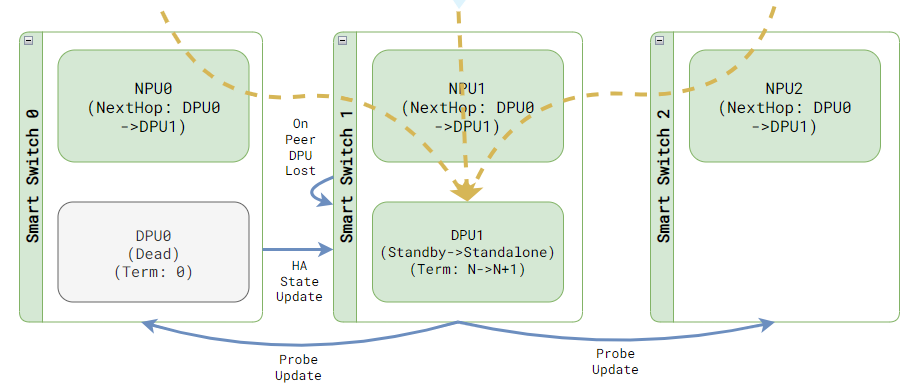 Smart Switch 0
NPU0
(NextHop: DPU0
->DPU1)
DPU0
(Dead)
(Term: 0)
On
Peer
DPU
Lost
HA
State
Update
Smart Switch 1
NPU1
(NextHop: DPU0
->DPU1)
DPU1
(Standby->Standalone)
(Term: N->N+1)
Smart Switch 2
NPU2
(NextHop: DPU0
->DPU1)
Probe
Update
Probe
Update